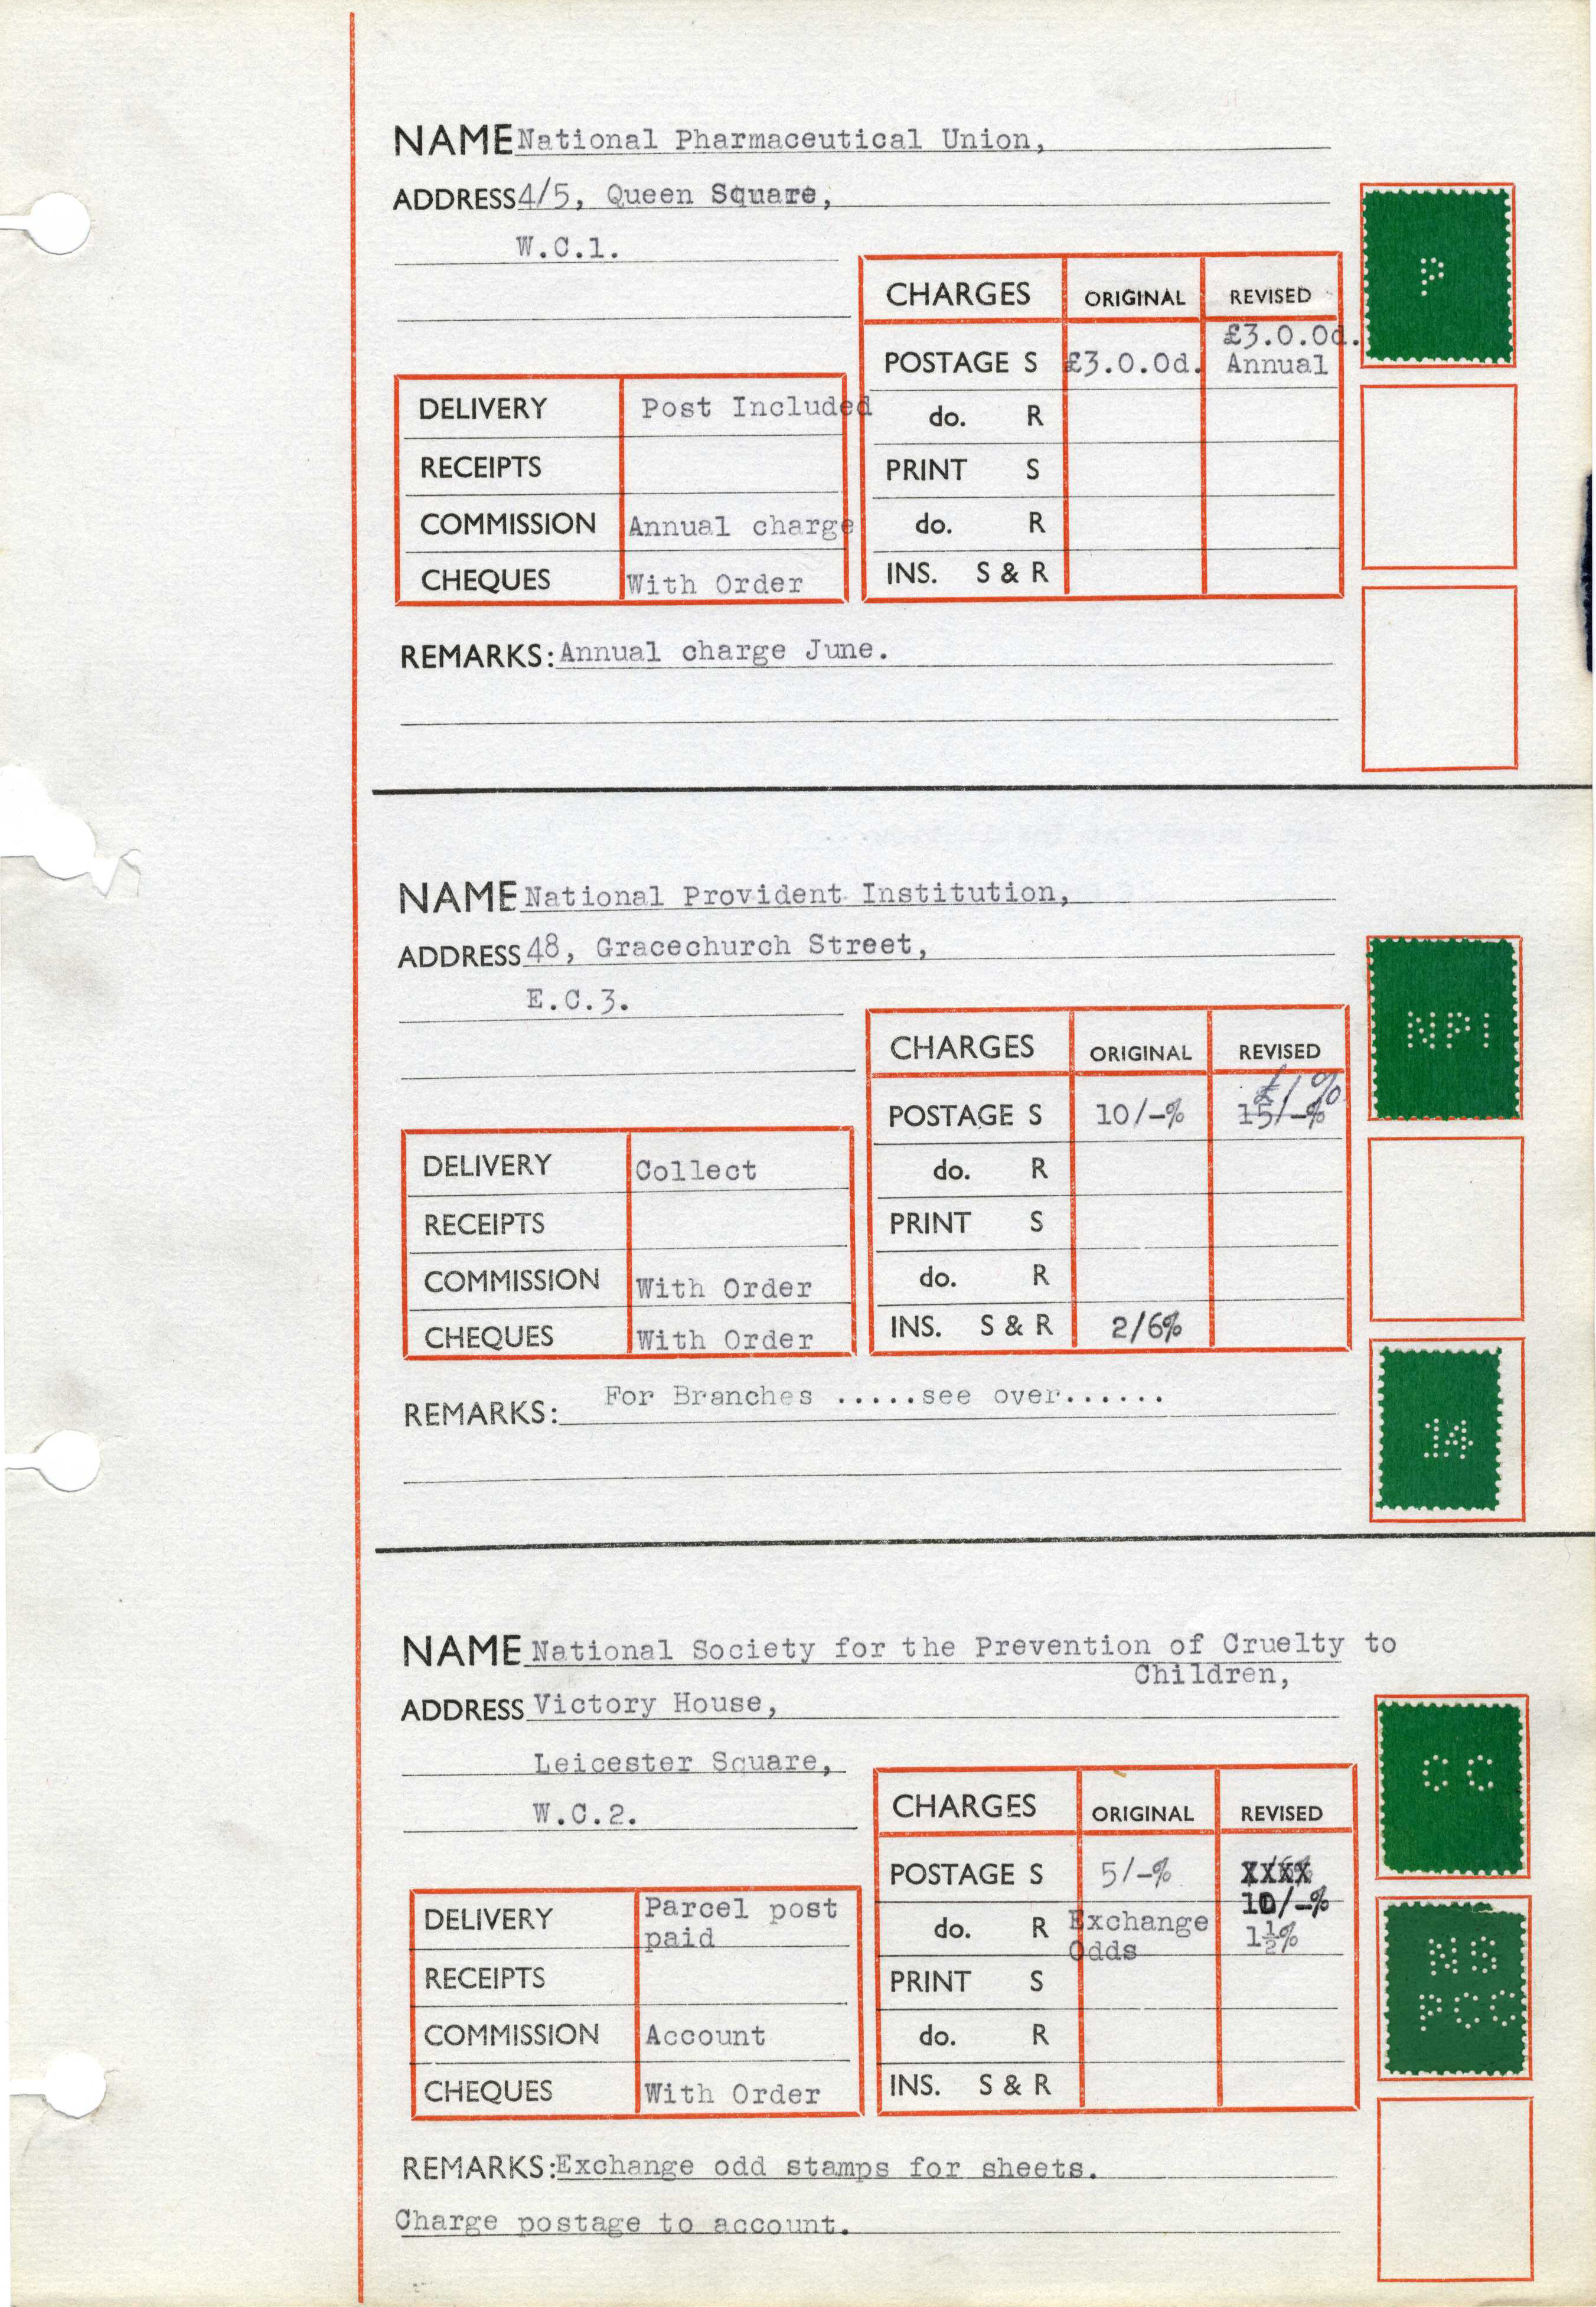 NAME National Pharmaceutical Union,
ADDRESS 4/5, Queen Square,
W.C.1.
CHARGES ORIGINAL REVISED
POSTAGE S £3.0.0d. £3.0.0d. Annual
do. R
PRINT S
do. R
INS. S & R
DELIVERY Post Included
RECEIPTS
COMMISSION Annual charge
CHEQUES With Order
REMARKS: Annual charge June.
P
NAME National Provident Institution,
ADDRESS 48, Gracechurch Street,
E.C.3.
CHARGES ORIGINAL REVISED
POSTAGE S 10/-% 15/-% £1 %
do. R
PRINT S
do. R
INS. S & R 2/6%
DELIVERY Collect
RECEIPTS
COMMISSION With Order
CHEQUES With Order
REMARKS: For Branches .....see over......
NPI
14
NAME National Society for the Prevention of Cruelty to
Children,
ADDRESS Victory House,
Leicester Square,
W.C.2.
CHARGES ORIGINAL REVISED
POSTAGE S 5/-% XXXX
10/-%
do. R Exchange Odds 1½%
PRINT S
do. R
INS. S & R
DELIVERY Parcel post
paid
RECEIPTS
COMMISSION Account
CHEQUES With Order
REMARKS: Exchange odd stamps for sheets.
Charge postage to account.
CC
NS
PCC